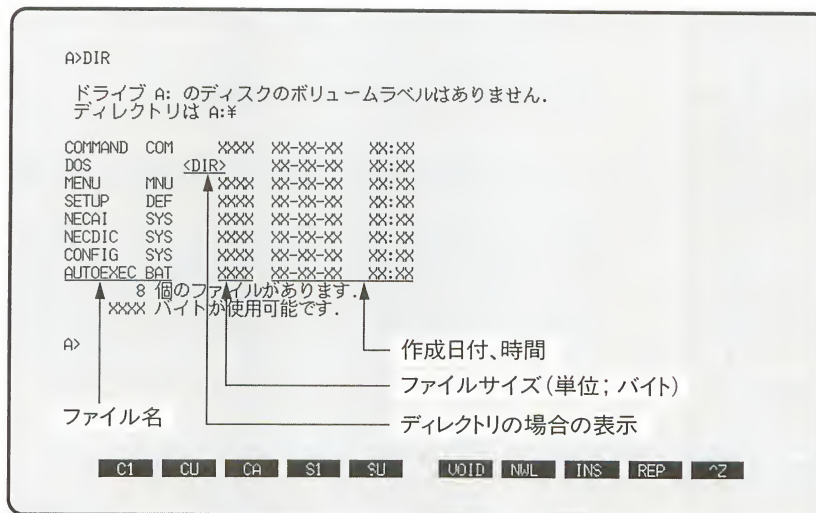 A>DIR
ドライブ A: のディスクのボリュームラベルはありません.
ディレクトリは A:¥
COMMAND COM XXXX XX-XX-XX XX:XX
DOS <DIR> XX-XX-XX XX:XX
MENU MNU XXXX XX-XX-XX XX:XX
SETUP DEF XXXX XX-XX-XX XX:XX
NECAI SYS XXXX XX-XX-XX XX:XX
NECDIC SYS XXXX XX-XX-XX XX:XX
CONFIG SYS XXXX XX-XX-XX XX:XX
AUTOEXEC BAT XXXX XX-XX-XX XX:XX
8 個のファイルがあります.
XXXX バイトが使用可能です.
A>
作成日付、時間
ファイルサイズ(単位; バイト)
ファイル名
ディレクトリの場合の表示
C1 CU CA S1 SU VOID NWL INS REP ^Z